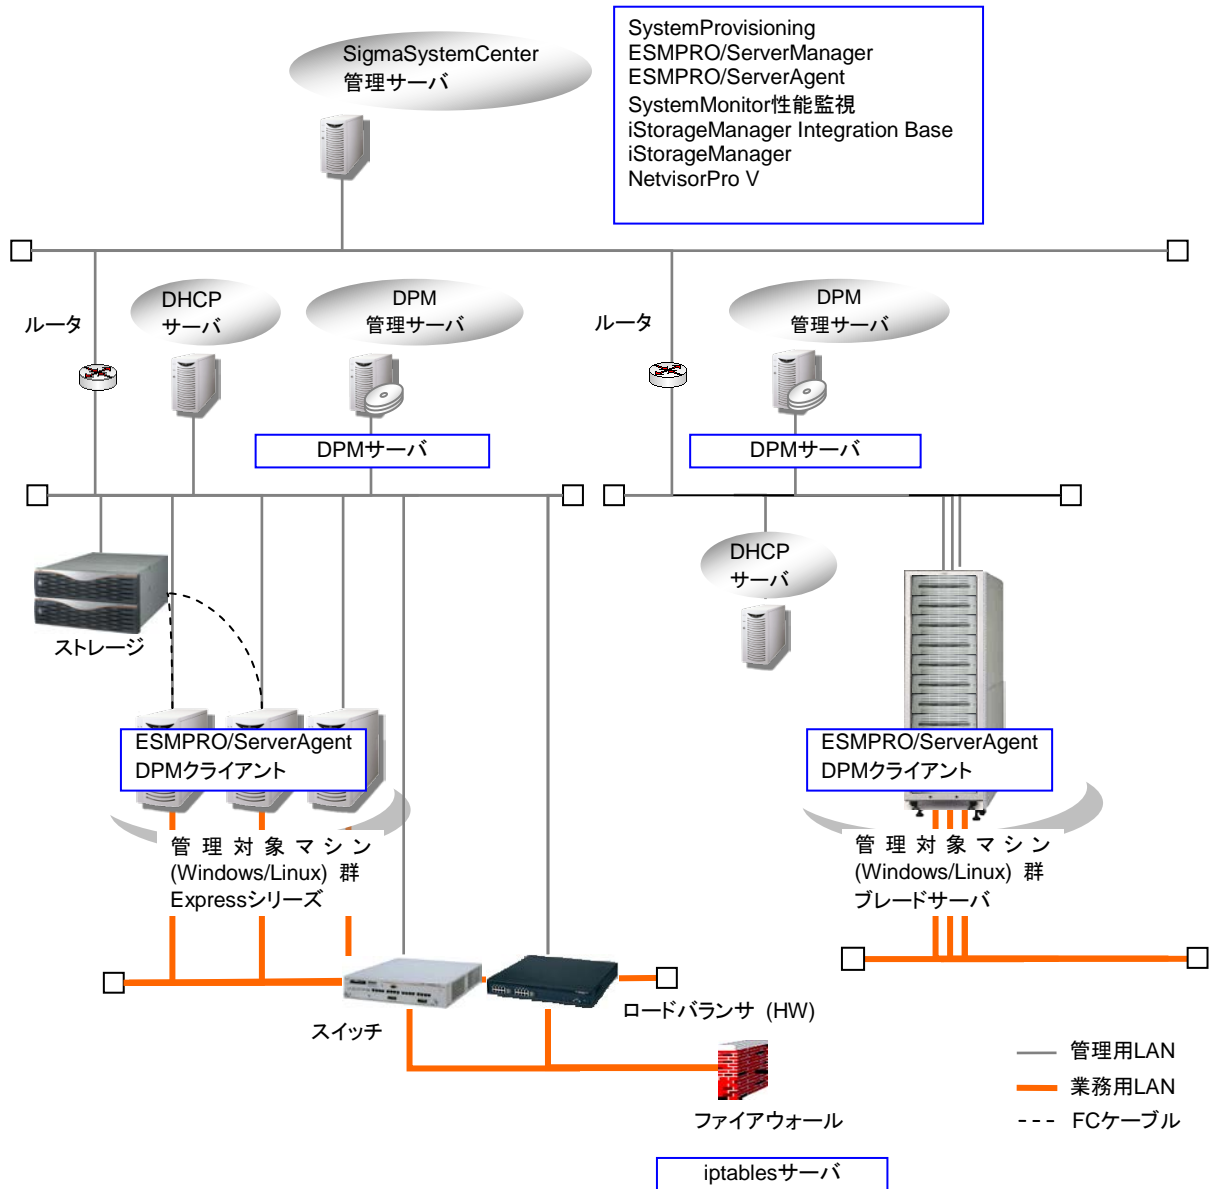 SigmaSystemCenter
管理サーバ
SystemProvisioning
ESMPRO/ServerManager
ESMPRO/ServerAgent
SystemMonitor性能監視
iStorageManager Integration Base
iStorageManager
NetvisorPro V
ルータ
DHCP
サーバ
DPM
管理サーバ
ルータ
DPM
管理サーバ
DPMサーバ
DPMサーバ
DHCP
サーバ
ストレージ
ESMPRO/ServerAgent
DPMクライアント
ESMPRO/ServerAgent
DPMクライアント
管理対象マシン
(Windows/Linux) 群
Expressシリーズ
管理対象マシン
(Windows/Linux) 群
ブレードサーバ
スイッチ
ロードバランサ (HW)
ファイアウォール
管理用LAN
業務用LAN
FCケーブル
iptablesサーバ